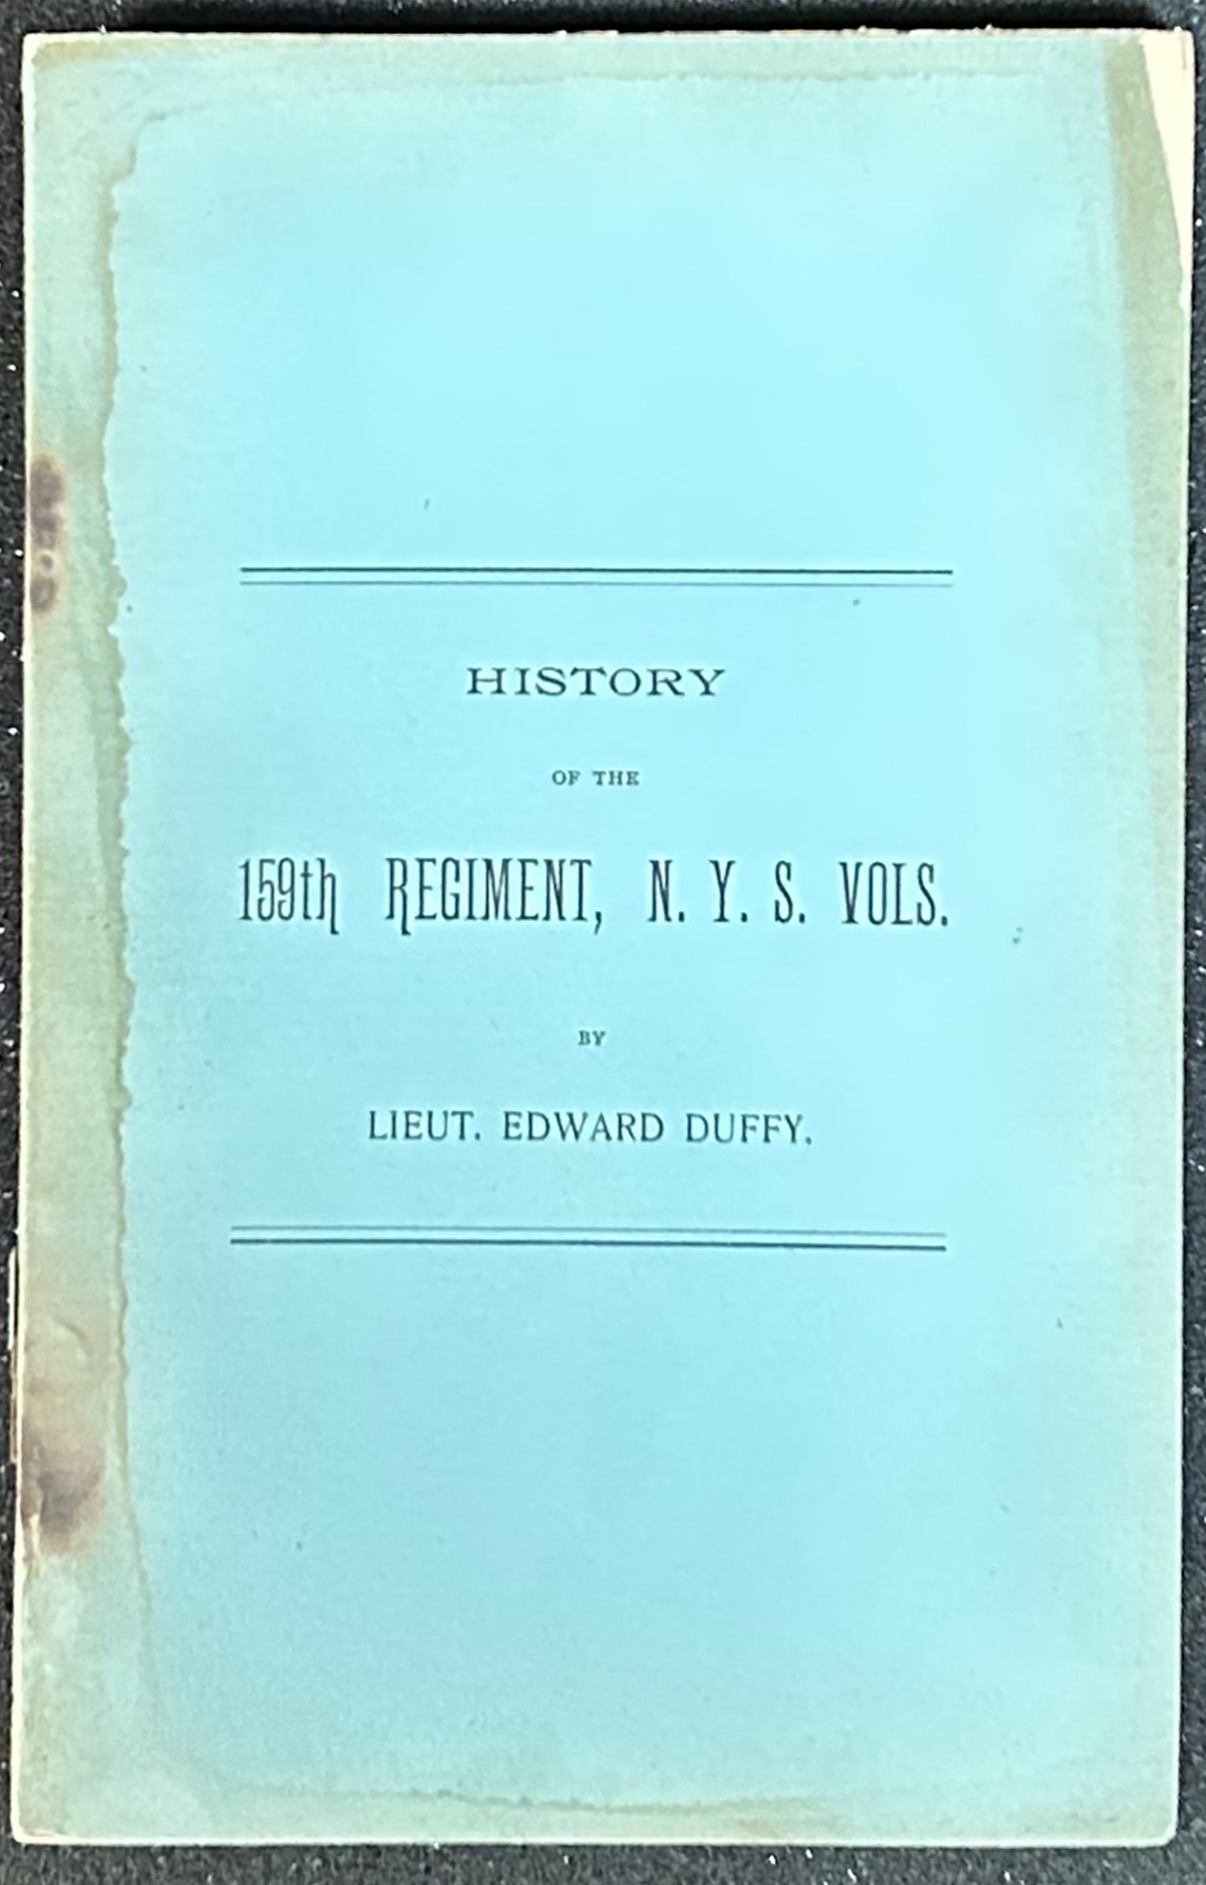 HISTORY
OF THE
159th REGIMENT, N. Y. S. VOLS.
BY
LIEUT. EDWARD DUFFY.